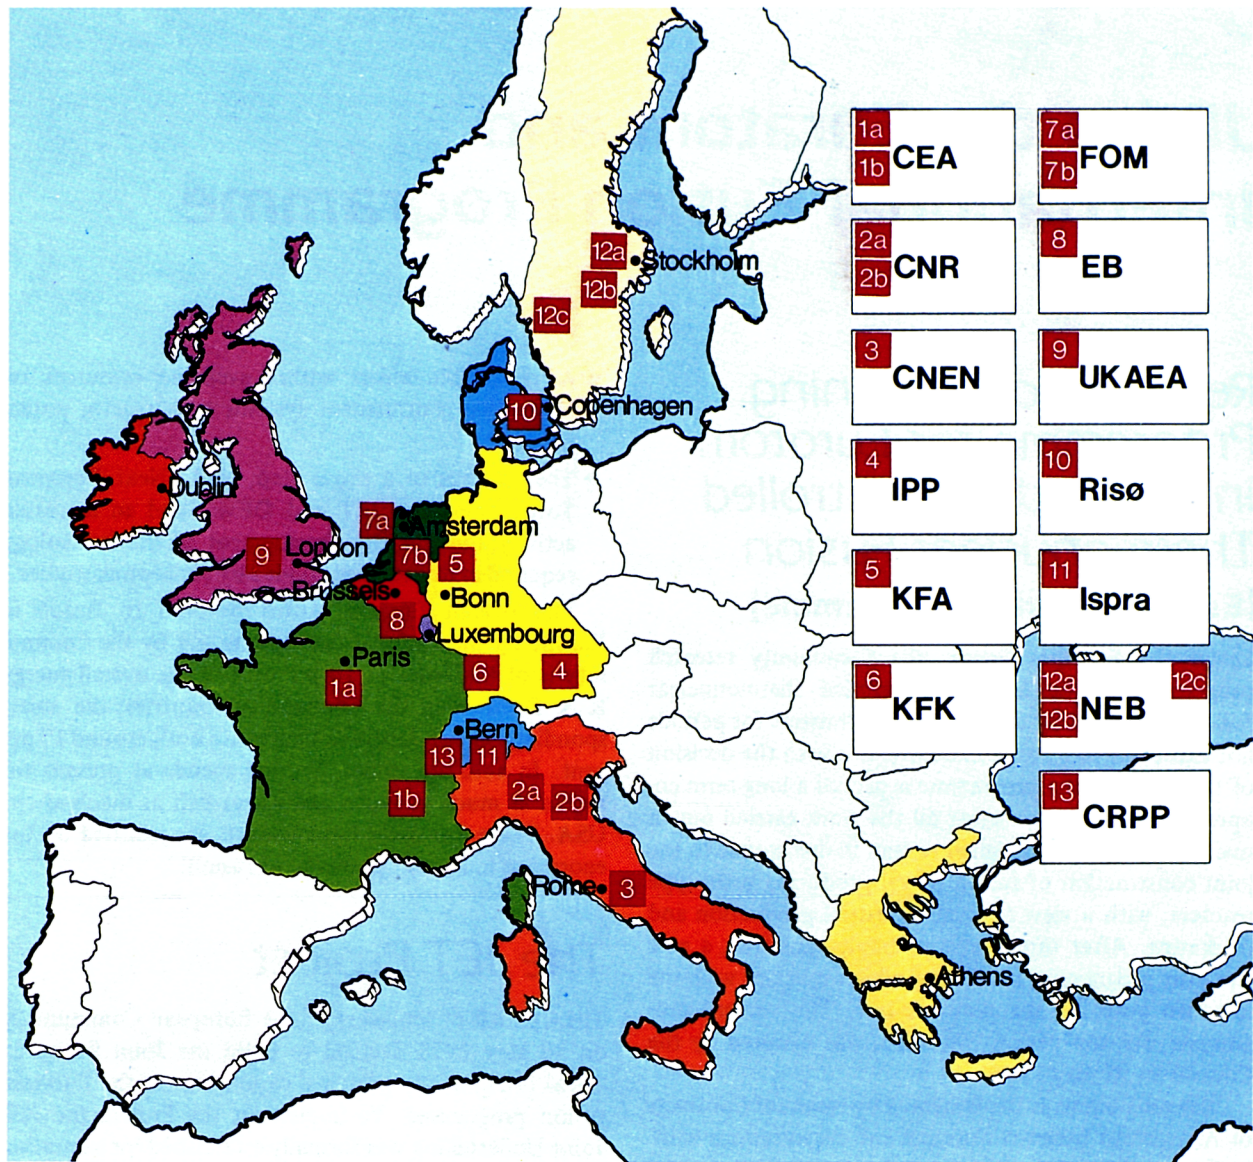 1a
1b
CEA
7a
7b
FOM
2a
2b
CNR
8
EB
3
CNEN
9
UKAEA
4
IPP
10
Risø
5
KFA
11
Ispra
6
KFK
12a
12b
12c
NEB
13
CRPP
12a
Stockholm
12b
12c
10
Copenhagen
Dublin
7a
Amsterdam
9
London
7b
5
Brussels
Bonn
8
Luxembourg
Paris
1a
6
4
Bern
13
11
1b
2a
2b
Rome
3
Athens